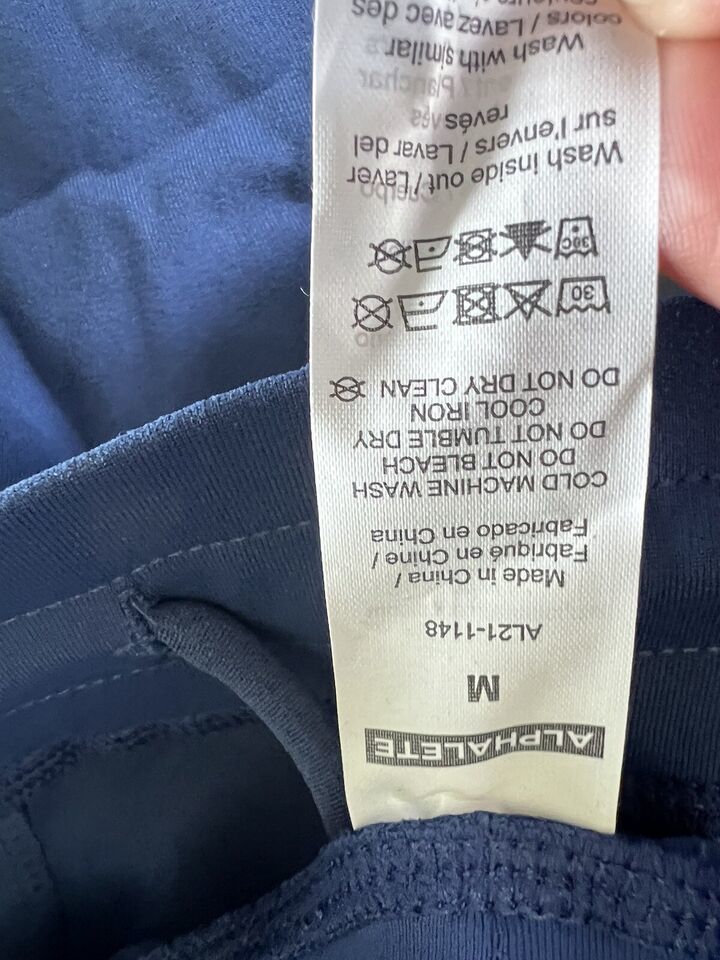 ALPHALETE
M
AL21-1148
Made in China /
Fabriqué en Chine /
Fabricado en China
COLD MACHINE WASH
DO NOT BLEACH
DO NOT TUMBLE DRY
COOL IRON
DO NOT DRY CLEAN
30
30C
Wash inside out / Laver
sur l'envers / Lavar del
revés
Wash with similar
colors / Lavez avec des